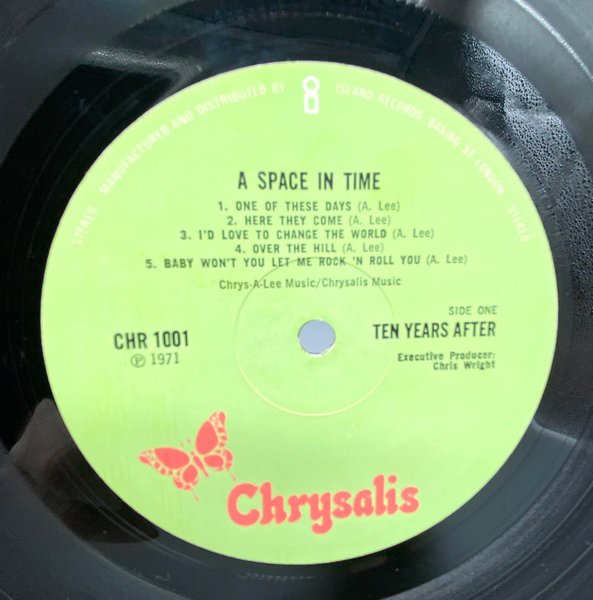 STEREO MANUFACTURED AND DISTRIBUTED BY ISLAND RECORDS BASING ST LONDON STEREO
A SPACE IN TIME
1. ONE OF THESE DAYS (A. Lee)
2. HERE THEY COME (A. Lee)
3. I'D LOVE TO CHANGE THE WORLD (A. Lee)
4. OVER THE HILL (A. Lee)
5. BABY WON'T YOU LET ME ROCK 'N ROLL YOU (A. Lee)
Chrys-A-Lee Music/Chrysalis Music
SIDE ONE
CHR 1001
TEN YEARS AFTER
Ⓟ 1971
Executive Producer:
Chris Wright
Chrysalis